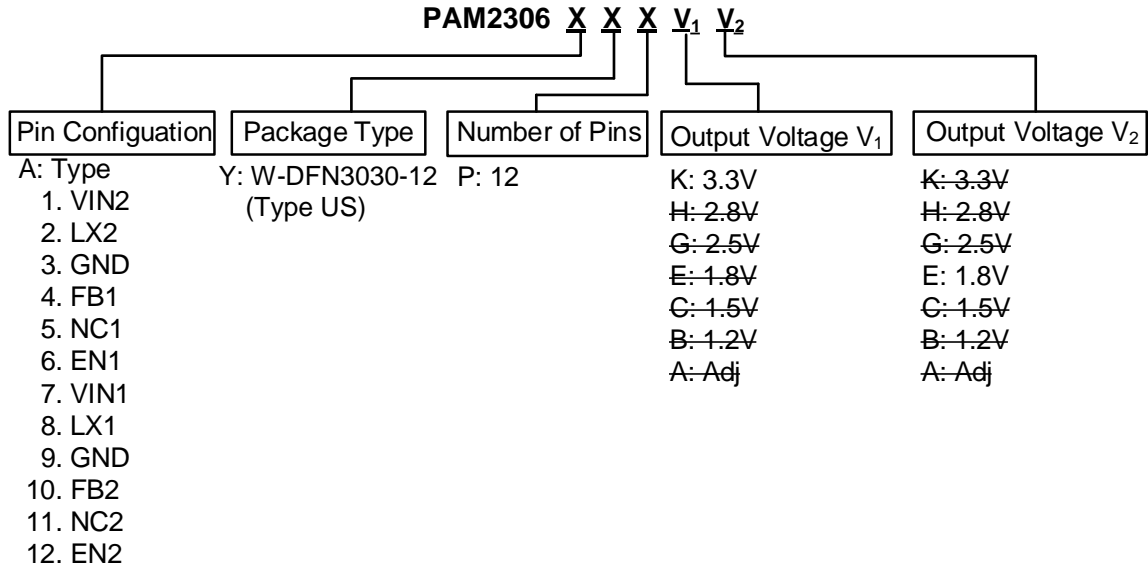 PAM2306 X X X V1 V2
Pin Configuation
Package Type
Number of Pins
Output Voltage V1
Output Voltage V2
A: Type
1. VIN2
2. LX2
3. GND
4. FB1
5. NC1
6. EN1
7. VIN1
8. LX1
9. GND
10. FB2
11. NC2
12. EN2
Y: W-DFN3030-12
(Type US)
P: 12
K: 3.3V
H: 2.8V
G: 2.5V
E: 1.8V
C: 1.5V
B: 1.2V
A: Adj
K: 3.3V
H: 2.8V
G: 2.5V
E: 1.8V
C: 1.5V
B: 1.2V
A: Adj